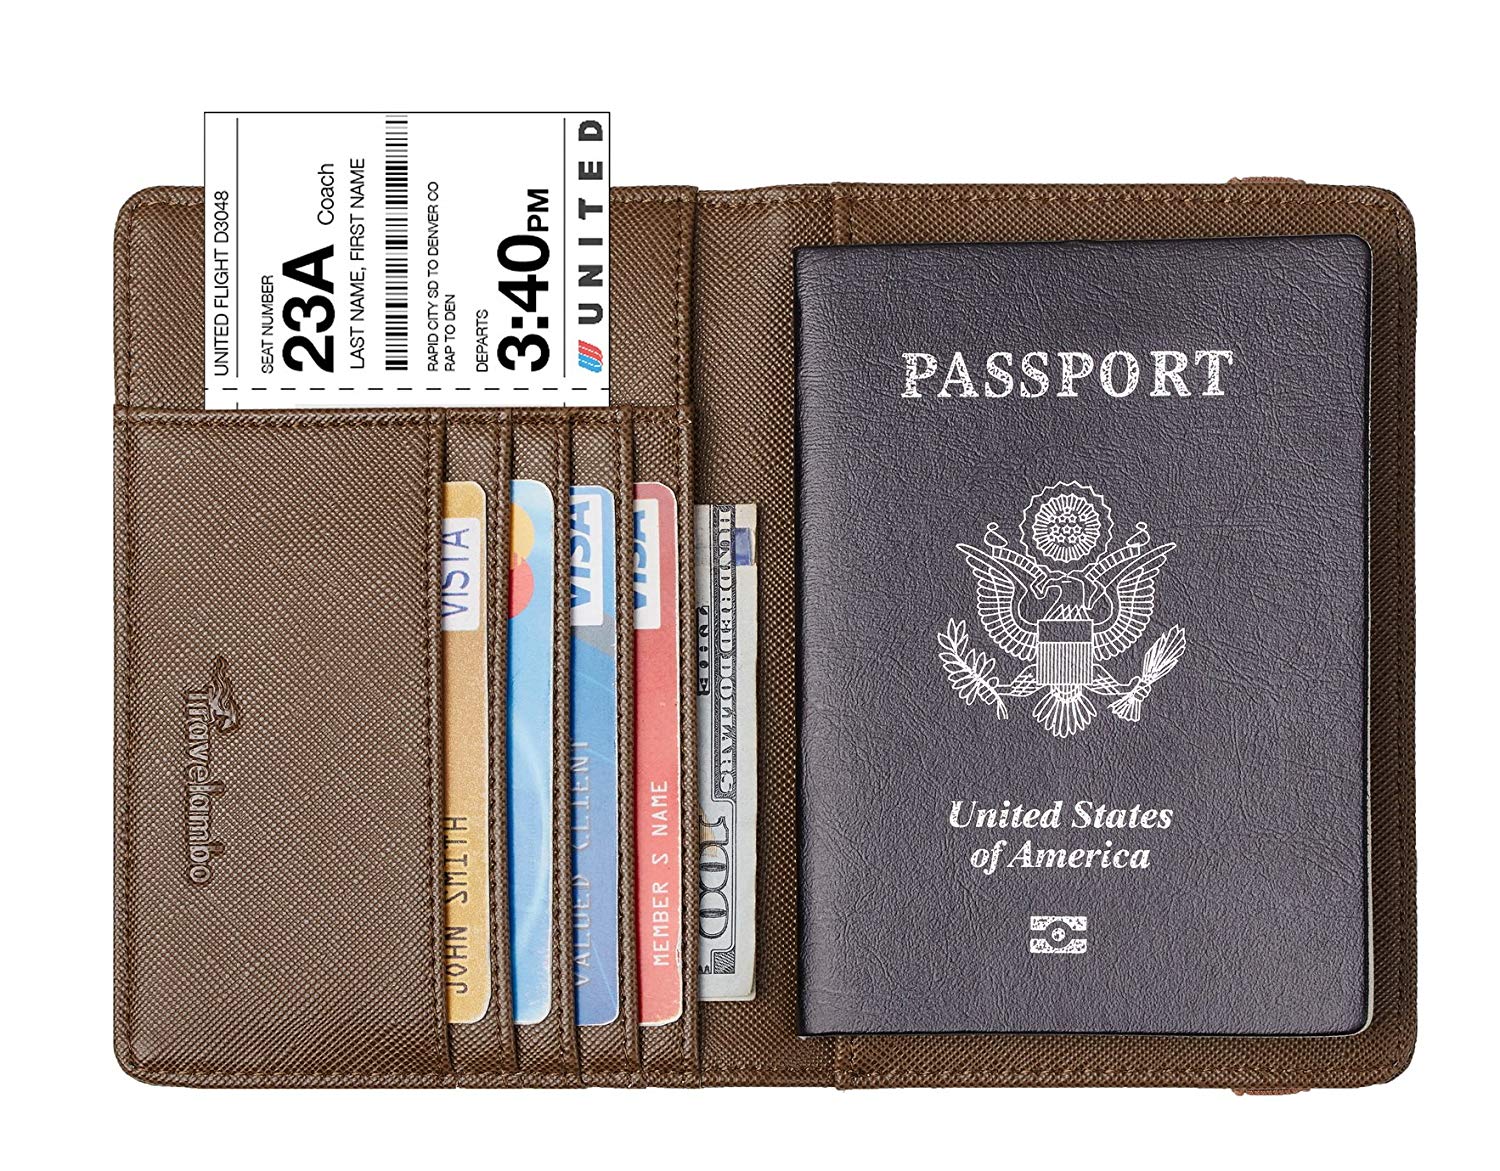 UNITED FLIGHT D3048
SEAT NUMBER
23A Coach
LAST NAME, FIRST NAME
RAPID CITY SD TO DENVER CO
RAP TO DEN
DEPARTS
3:40PM
UNITED
Travelambo
VISTA
JOHN SMITH
VISA
VALUED CLIENT
VISA
MEMBER S NAME
100
PASSPORT
United States
of America